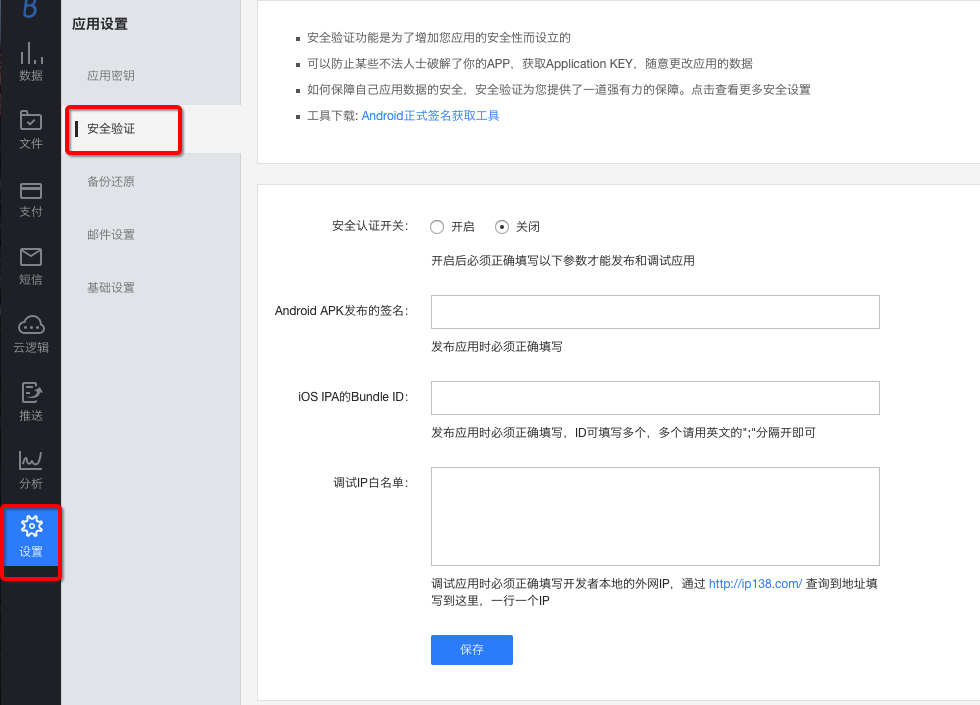 B
数据
文件
支付
短信
云逻辑
推送
分析
设置
应用设置
应用密钥
安全验证
备份还原
邮件设置
基础设置
安全验证功能是为了增加您应用的安全性而设立的
可以防止某些不法人士破解了你的APP，获取Application KEY，随意更改应用的数据
如何保障自己应用数据的安全，安全验证为您提供了一道强有力的保障。点击查看更多安全设置
工具下载: Android正式签名获取工具
安全认证开关: 开启 关闭
开启后必须正确填写以下参数才能发布和调试应用
Android APK发布的签名:
发布应用时必须正确填写
iOS IPA的Bundle ID:
发布应用时必须正确填写，ID可填写多个，多个请用英文的";"分隔开即可
调试IP白名单:
调试应用时必须正确填写开发者本地的外网IP，通过 http://ip138.com/ 查询到地址填
写到这里，一行一个IP
保存